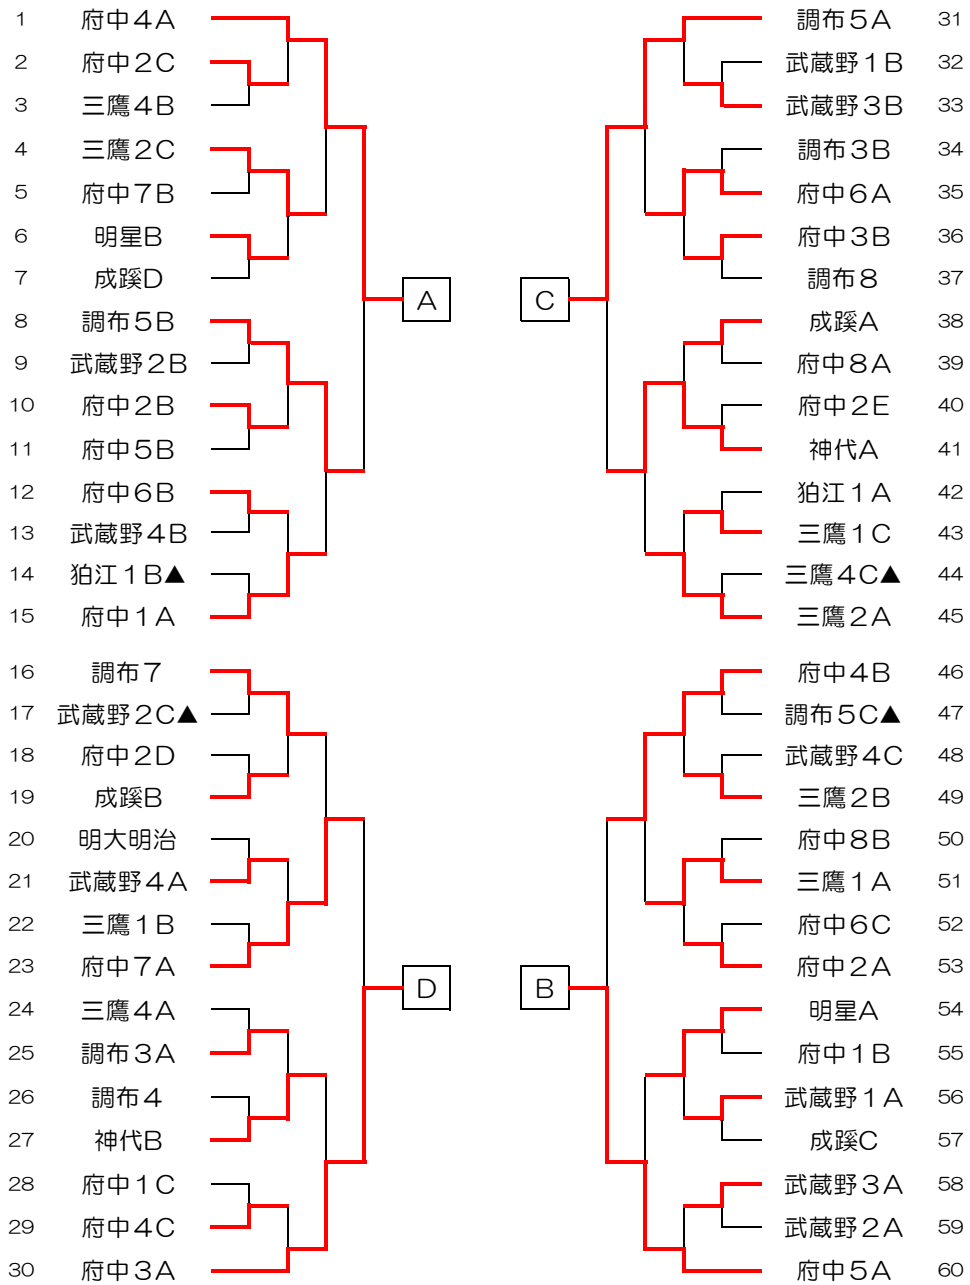 1 府中4A
2 府中2C
3 三鷹4B
4 三鷹2C
5 府中7B
6 明星B
7 成蹊D
8 調布5B
9 武蔵野2B
10 府中2B
11 府中5B
12 府中6B
13 武蔵野4B
14 狛江1B▲
15 府中1A
A
16 調布7
17 武蔵野2C▲
18 府中2D
19 成蹊B
20 明大明治
21 武蔵野4A
22 三鷹1B
23 府中7A
24 三鷹4A
25 調布3A
26 調布4
27 神代B
28 府中1C
29 府中4C
30 府中3A
D
調布5A 31
武蔵野1B 32
武蔵野3B 33
調布3B 34
府中6A 35
府中3B 36
調布8 37
成蹊A 38
府中8A 39
府中2E 40
神代A 41
狛江1A 42
三鷹1C 43
三鷹4C▲ 44
三鷹2A 45
C
府中4B 46
調布5C▲ 47
武蔵野4C 48
三鷹2B 49
府中8B 50
三鷹1A 51
府中6C 52
府中2A 53
明星A 54
府中1B 55
武蔵野1A 56
成蹊C 57
武蔵野3A 58
武蔵野2A 59
府中5A 60
B